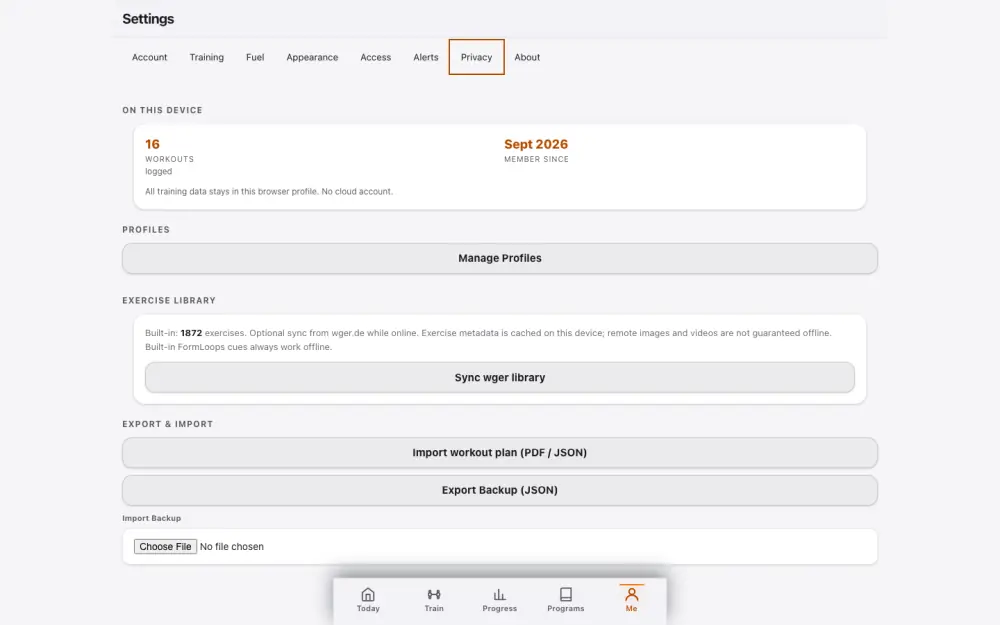 Settings
Account Training Fuel Appearance Access Alerts Privacy About
ON THIS DEVICE
16
WORKOUTS
logged
Sept 2026
MEMBER SINCE
All training data stays in this browser profile. No cloud account.
PROFILES
Manage Profiles
EXERCISE LIBRARY
Built-in: 1872 exercises. Optional sync from wger.de while online. Exercise metadata is cached on this device; remote images and videos are not guaranteed offline.
Built-in FormLoops cues always work offline.
Sync wger library
EXPORT & IMPORT
Import workout plan (PDF / JSON)
Export Backup (JSON)
Import Backup
Choose File No file chosen
Today Train Progress Programs Me